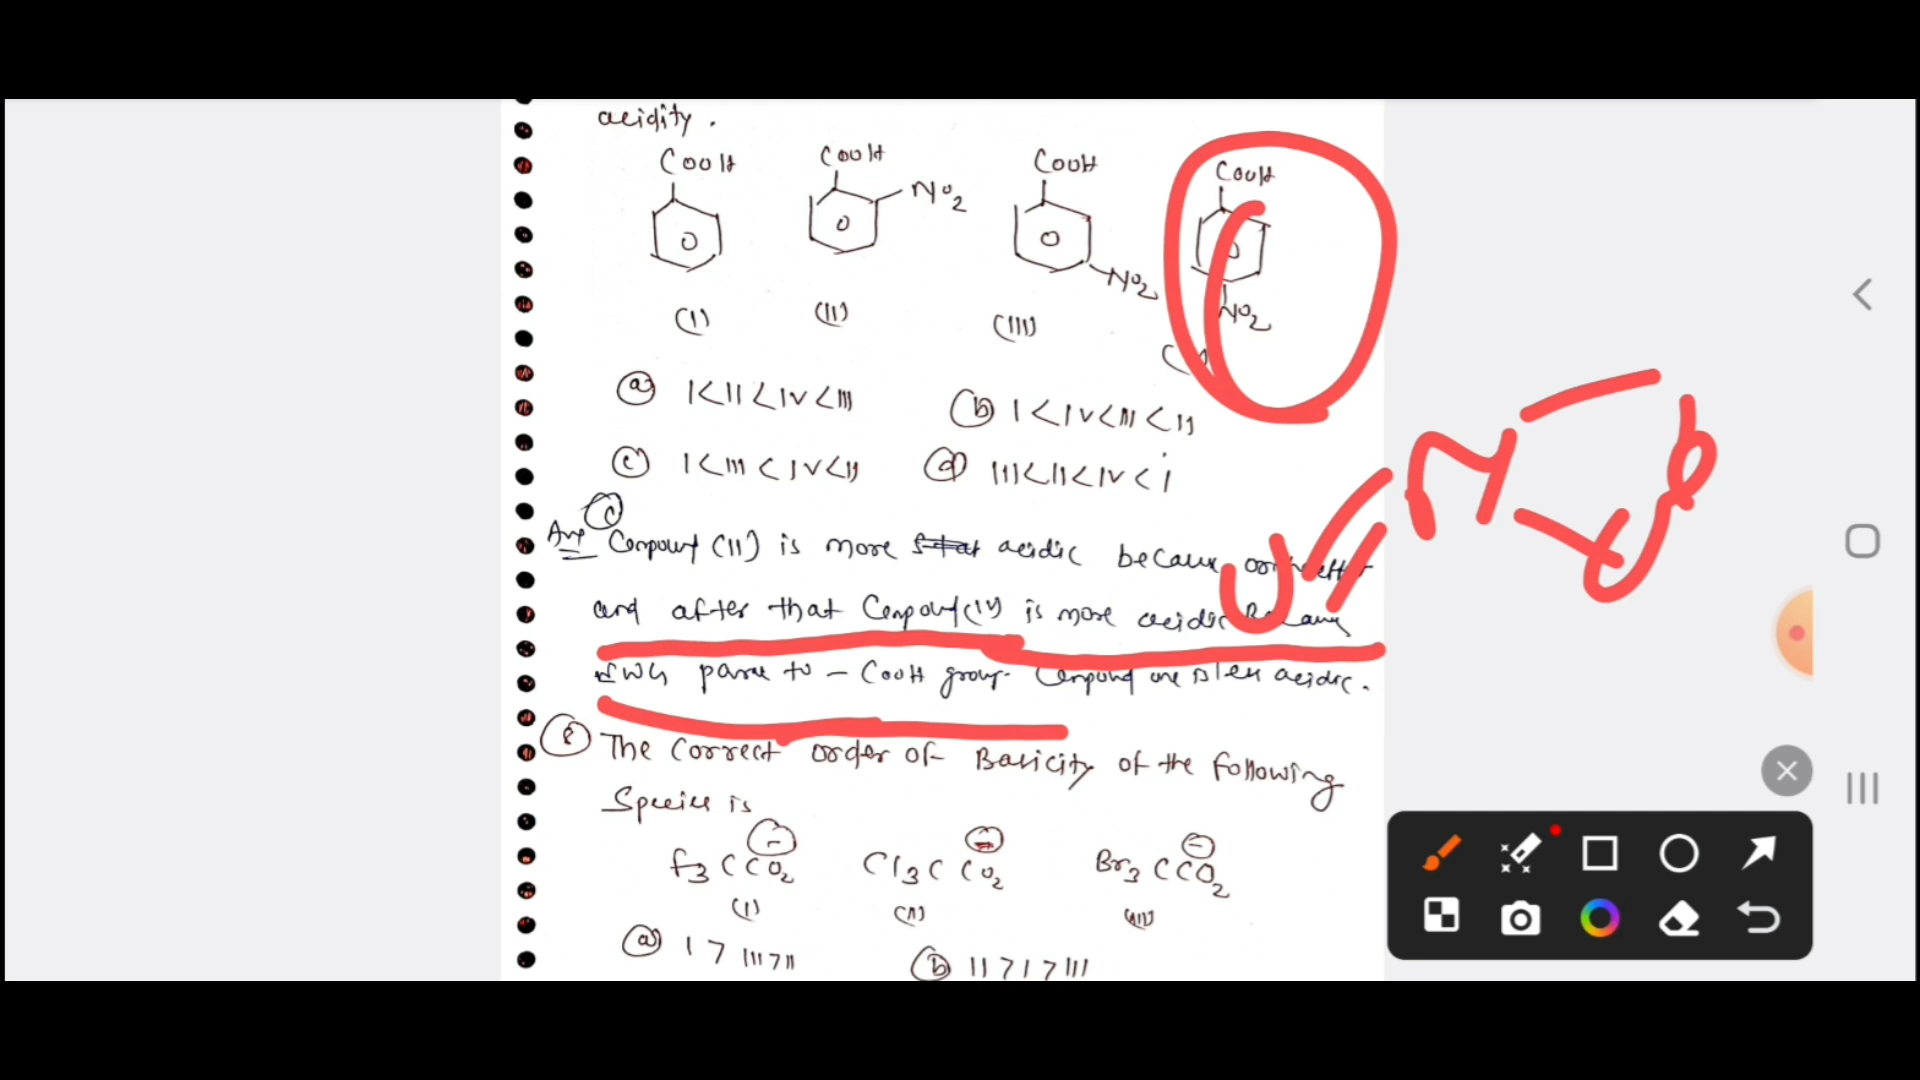 acidity.
COOH COOH COOH COOH
NO2
NO2 NO2
(I) (II) (III)
(a) I<II<IV<III (b) I<IV<III<II
(c) I<III<IV<II (d) III<II<IV<I
Ans (c) Compound (II) is more acidic because
and after that Compound (IV) is more acidic Because
EWG para to - COOH group. Compound one is less acidic.
(8) The Correct order of Basicity of the following
Species is
F3CCO2 Cl3CCO2 Br3CCO2
(I) (II) (III)
(a) I > III > II (b) II > I > III